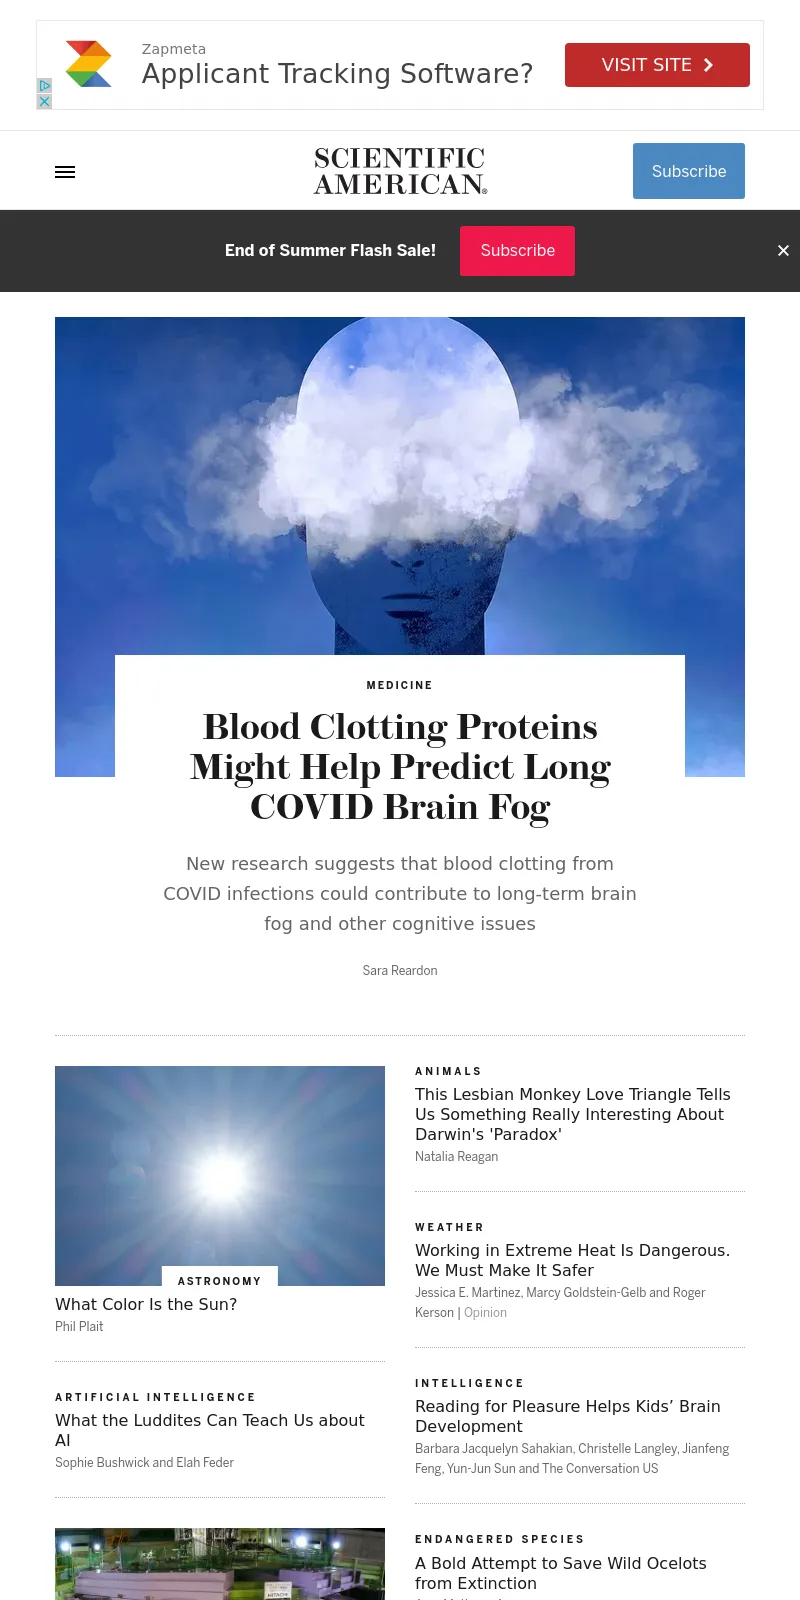 Zapmeta
Applicant Tracking Software?
VISIT SITE
SCIENTIFIC
AMERICAN
Subscribe
End of Summer Flash Sale!
Subscribe
MEDICINE
Blood Clotting Proteins
Might Help Predict Long
COVID Brain Fog
New research suggests that blood clotting from
COVID infections could contribute to long-term brain
fog and other cognitive issues
Sara Reardon
ASTRONOMY
What Color Is the Sun?
Phil Plait
ARTIFICIAL INTELLIGENCE
What the Luddites Can Teach Us about
AI
Sophie Bushwick and Elah Feder
HITACHI
ANIMALS
This Lesbian Monkey Love Triangle Tells
Us Something Really Interesting About
Darwin's 'Paradox'
Natalia Reagan
WEATHER
Working in Extreme Heat Is Dangerous.
We Must Make It Safer
Jessica E. Martinez, Marcy Goldstein-Gelb and Roger
Kerson | Opinion
INTELLIGENCE
Reading for Pleasure Helps Kids’ Brain
Development
Barbara Jacquelyn Sahakian, Christelle Langley, Jianfeng
Feng, Yun-Jun Sun and The Conversation US
ENDANGERED SPECIES
A Bold Attempt to Save Wild Ocelots
from Extinction